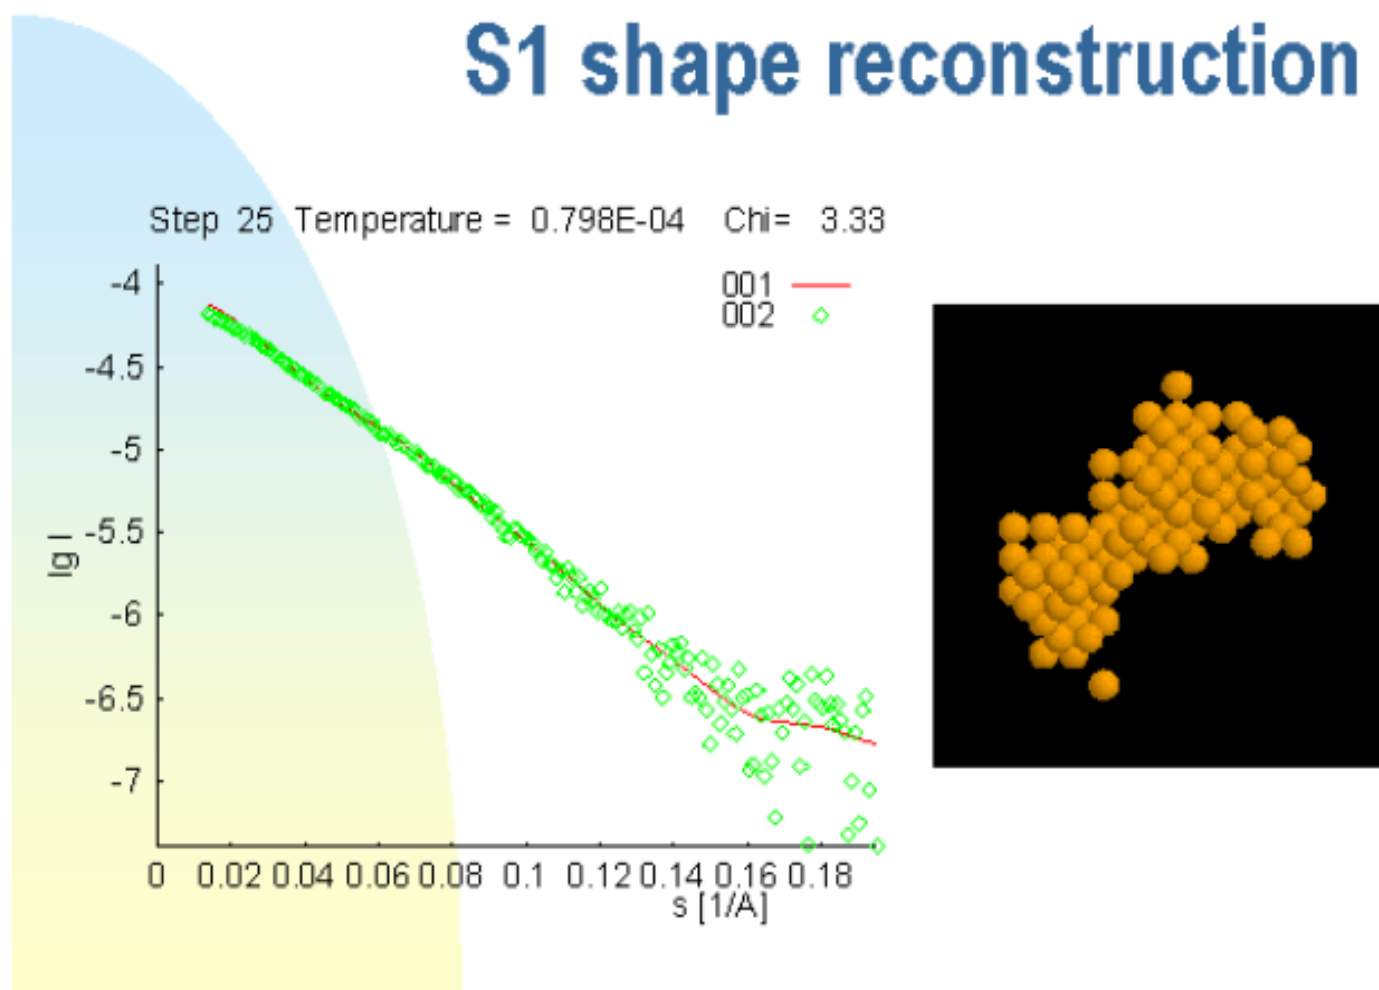 S1 shape reconstruction
Step 25 Temperature = 0.798E-04 Chi= 3.33
001
002
-4
-4.5
-5
-5.5
-6
-6.5
-7
lg I
0 0.02 0.04 0.06 0.08 0.1 0.12 0.14 0.16 0.18
s [1/A]